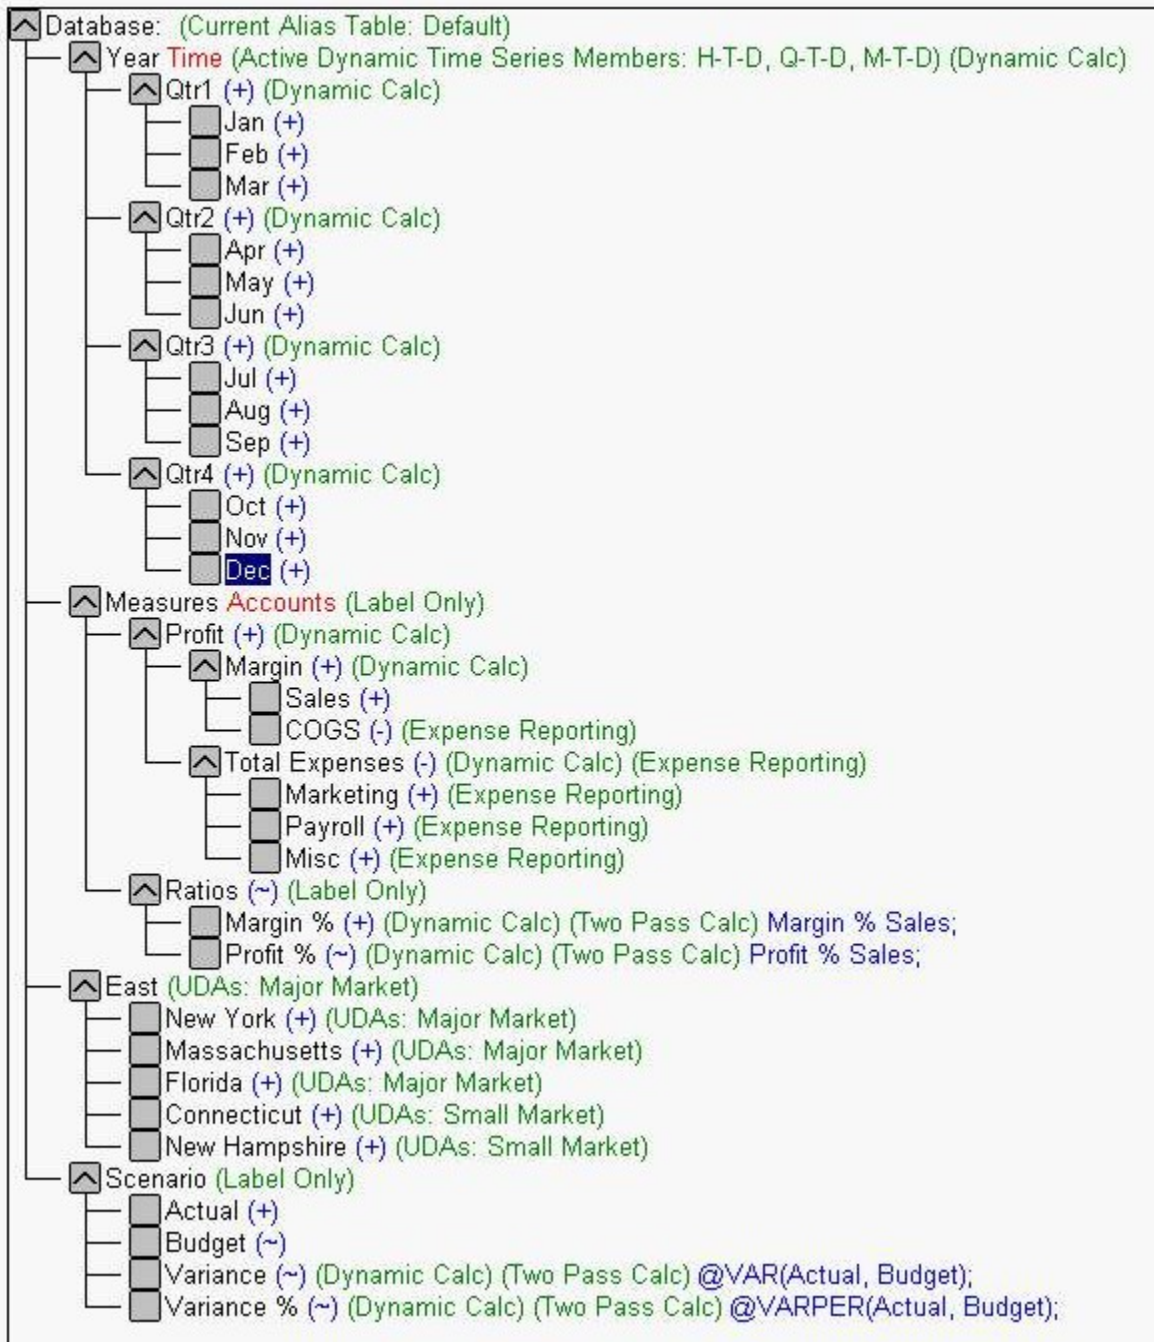 Database: (Current Alias Table: Default)
Year Time (Active Dynamic Time Series Members: H-T-D, Q-T-D, M-T-D) (Dynamic Calc)
Qtr1 (+) (Dynamic Calc)
Jan (+)
Feb (+)
Mar (+)
Qtr2 (+) (Dynamic Calc)
Apr (+)
May (+)
Jun (+)
Qtr3 (+) (Dynamic Calc)
Jul (+)
Aug (+)
Sep (+)
Qtr4 (+) (Dynamic Calc)
Oct (+)
Nov (+)
Dec (+)
Measures Accounts (Label Only)
Profit (+) (Dynamic Calc)
Margin (+) (Dynamic Calc)
Sales (+)
COGS (-) (Expense Reporting)
Total Expenses (-) (Dynamic Calc) (Expense Reporting)
Marketing (+) (Expense Reporting)
Payroll (+) (Expense Reporting)
Misc (+) (Expense Reporting)
Ratios (~) (Label Only)
Margin % (+) (Dynamic Calc) (Two Pass Calc) Margin % Sales;
Profit % (~) (Dynamic Calc) (Two Pass Calc) Profit % Sales;
East (UDAs: Major Market)
New York (+) (UDAs: Major Market)
Massachusetts (+) (UDAs: Major Market)
Florida (+) (UDAs: Major Market)
Connecticut (+) (UDAs: Small Market)
New Hampshire (+) (UDAs: Small Market)
Scenario (Label Only)
Actual (+)
Budget (~)
Variance (~) (Dynamic Calc) (Two Pass Calc) @VAR(Actual, Budget);
Variance % (~) (Dynamic Calc) (Two Pass Calc) @VARPER(Actual, Budget);